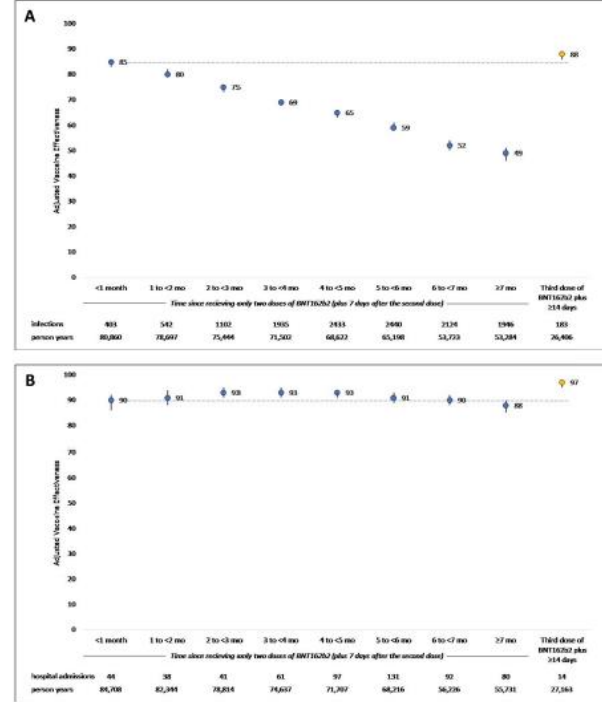 A
100
90
80
70
60
50
40
30
20
10
0
Adjusted Vaccine Effectiveness
85
80
75
69
65
59
52
49
88
<1 month 1 to <2 mo 2 to <3 mo 3 to <4 mo 4 to <5 mo 5 to <6 mo 6 to <7 mo ≥7 mo Third dose of
BNT162b2 plus
≥14 days
Time since recieving only two doses of BNT162b2 (plus 7 days after the second dose)
infections 403 542 1102 1935 2433 2440 2124 1946 183
person years 80,860 78,697 75,444 71,502 68,622 65,198 53,733 53,284 26,406
B
100
90
80
70
60
50
40
30
20
10
0
Adjusted Vaccine Effectiveness
90
91
93
93
93
91
90
88
97
<1 month 1 to <2 mo 2 to <3 mo 3 to <4 mo 4 to <5 mo 5 to <6 mo 6 to <7 mo ≥7 mo Third dose of
BNT162b2 plus
≥14 days
Time since recieving only two doses of BNT162b2 (plus 7 days after the second dose)
hospital admissions 44 38 41 61 97 131 92 80 14
person years 84,708 82,344 78,814 74,637 71,707 68,216 56,226 55,731 27,163